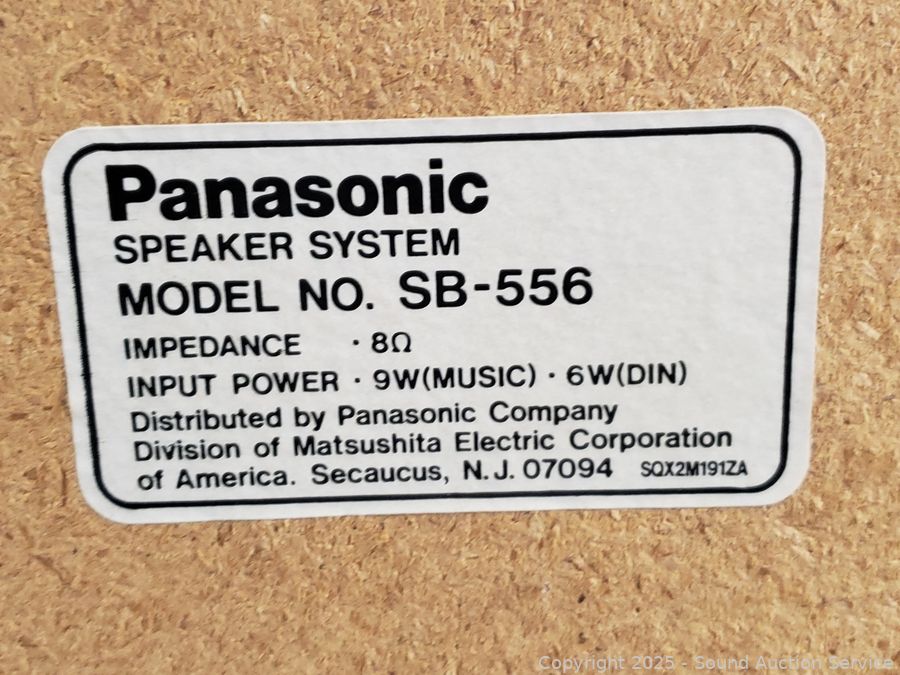 Panasonic
SPEAKER SYSTEM
MODEL NO. SB-556
IMPEDANCE · 8Ω
INPUT POWER · 9W(MUSIC) · 6W(DIN)
Distributed by Panasonic Company
Division of Matsushita Electric Corporation
of America. Secaucus, N.J. 07094 SQX2M191ZA
Copyright 2025 - Sound Auction Service